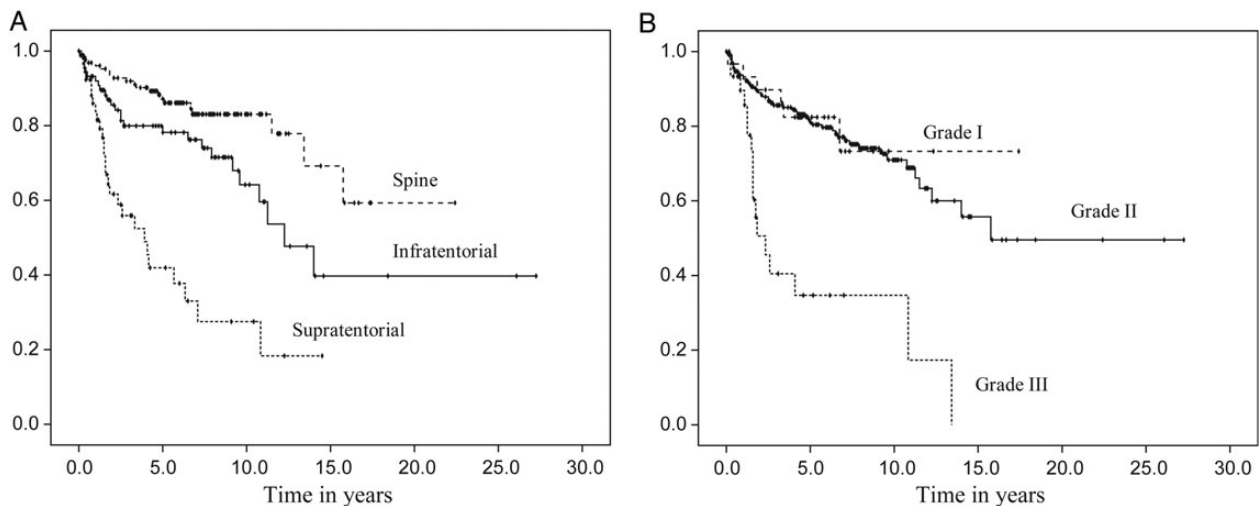 A
1.0
0.8
0.6
0.4
0.2
0.0
Spine
Infratentorial
Supratentorial
0.0 5.0 10.0 15.0 20.0 25.0 30.0
Time in years
B
1.0
0.8
0.6
0.4
0.2
0.0
Grade I
Grade II
Grade III
0.0 5.0 10.0 15.0 20.0 25.0 30.0
Time in years